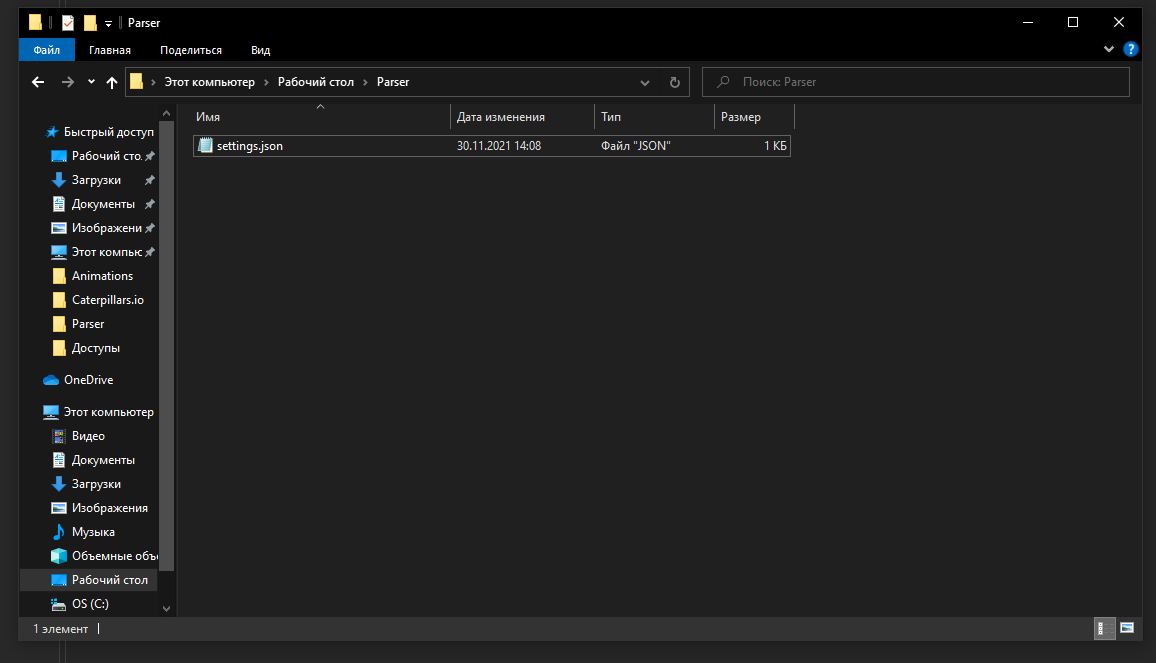 Parser
Файл Главная Поделиться Вид
Этот компьютер Рабочий стол Parser
Поиск: Parser
Имя Дата изменения Тип Размер
settings.json 30.11.2021 14:08 Файл "JSON" 1 КБ
Быстрый доступ
Рабочий сто.
Загрузки
Документы
Изображени
Этот компьк
Animations
Caterpillars.io
Parser
Доступы
OneDrive
Этот компьютер
Видео
Документы
Загрузки
Изображения
Музыка
Объемные объ
Рабочий стол
OS (C:)
1 элемент